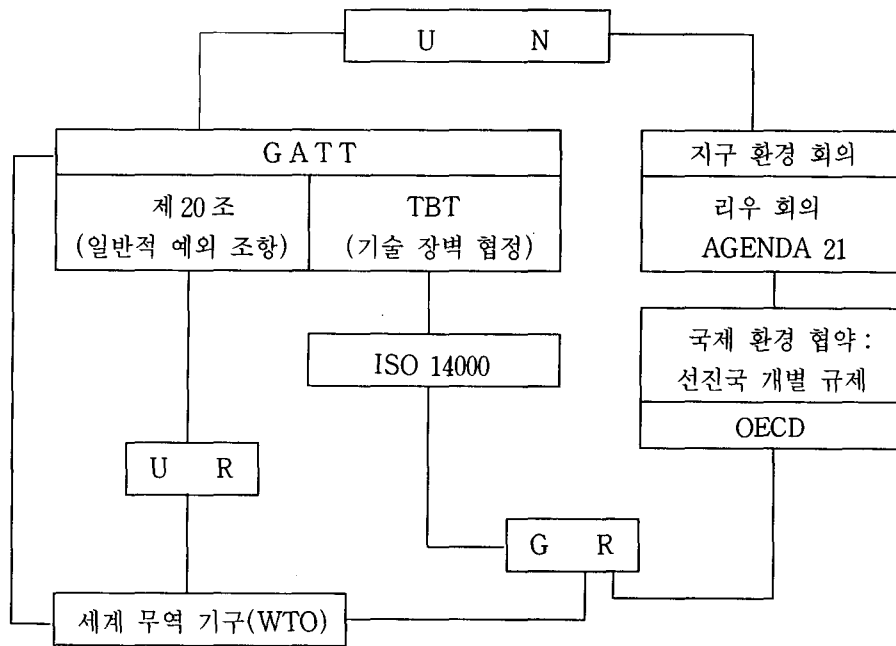 U N
GATT
제 20 조
(일반적 예외 조항)
TBT
(기술 장벽 협정)
지구 환경 회의
리우 회의
AGENDA 21
ISO 14000
국제 환경 협약 :
선진국 개별 규제
OECD
U R
G R
세계 무역 기구(WTO)